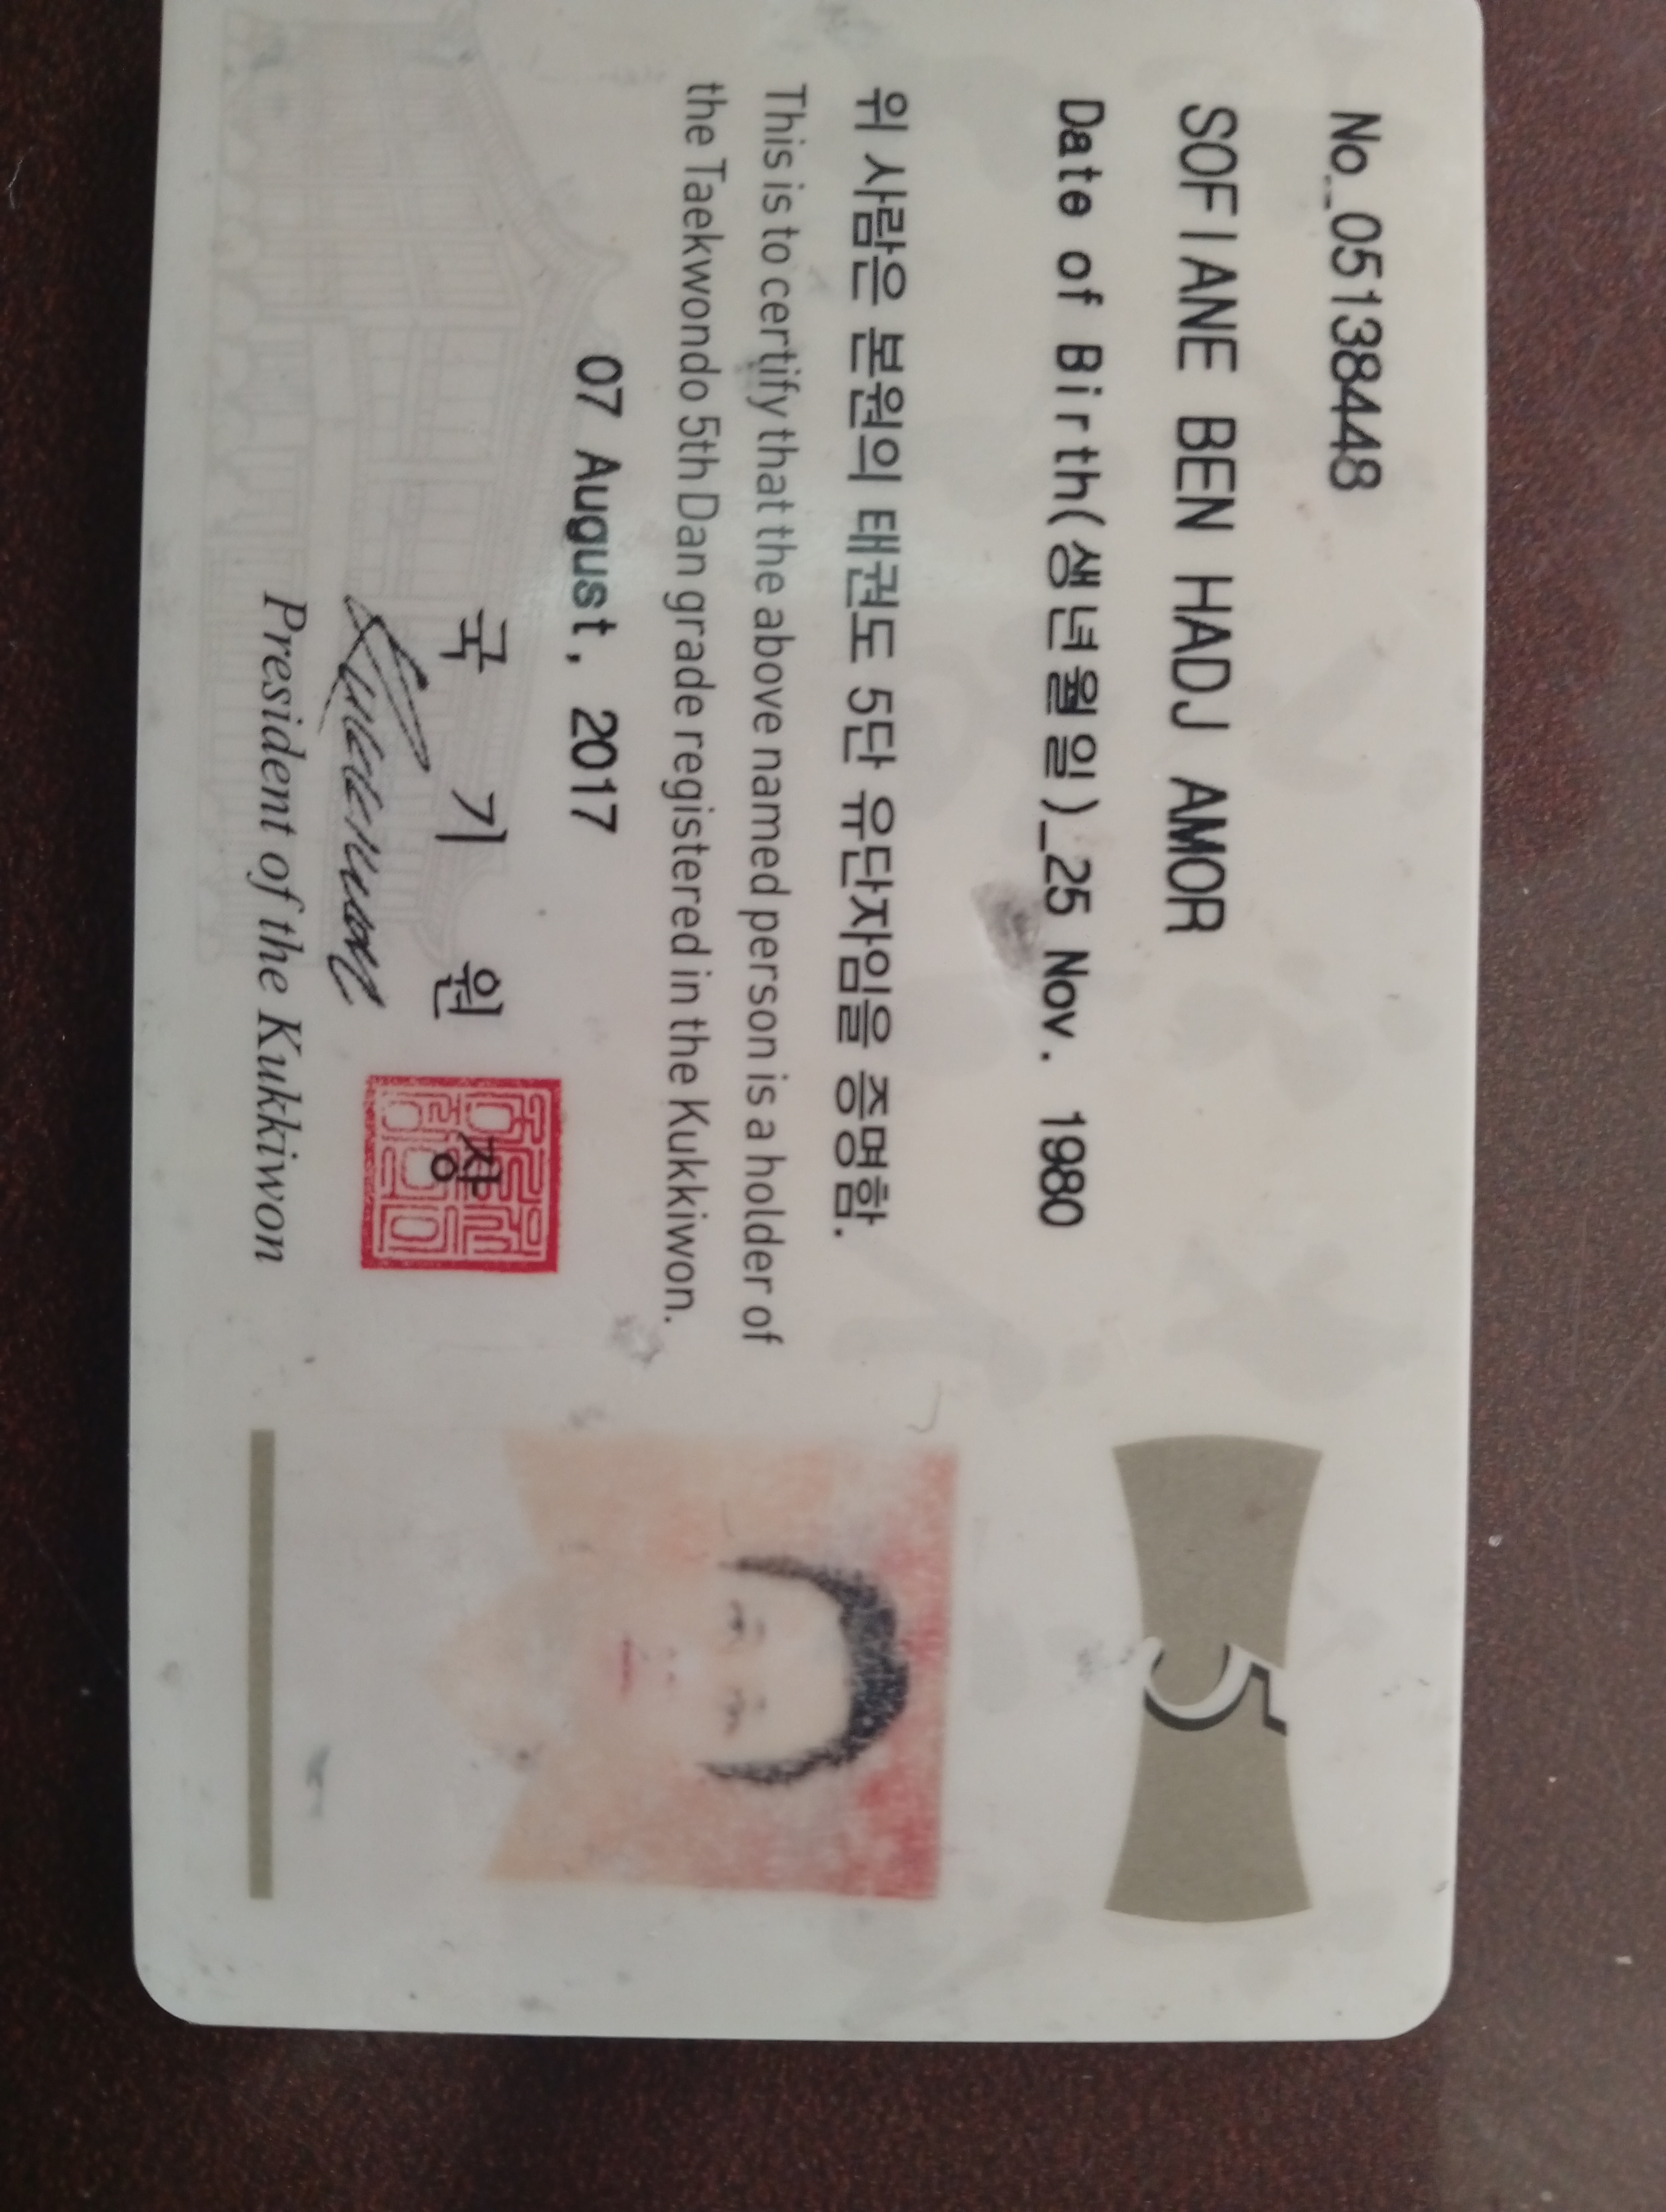 No_05138448
SOFIANE BEN HADJ AMOR
Date of Birth(생년월일)_25 Nov. 1980
위 사람은 본원의 태권도 5단 유단자임을 증명함.
This is to certify that the above named person is a holder of
the Taekwondo 5th Dan grade registered in the Kukkiwon.
07 August, 2017
국 기 원 장
President of the Kukkiwon
5